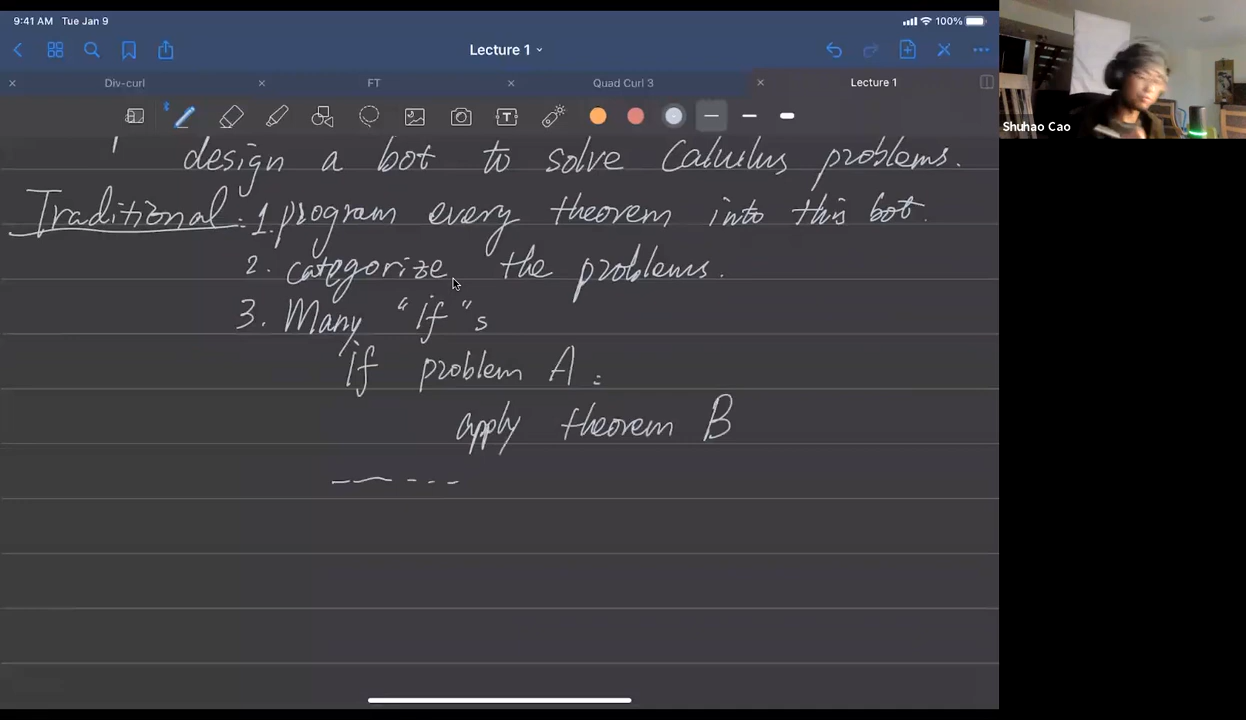 9:41 AM Tue Jan 9
100%
Lecture 1
Div-curl
FT
Quad Curl 3
Lecture 1
Shuhao Cao
design a bot to solve Calculus problems.
Traditional: 1. program every theorem into this bot.
2. categorize the problems.
3. Many "if"s
if problem A:
apply theorem B